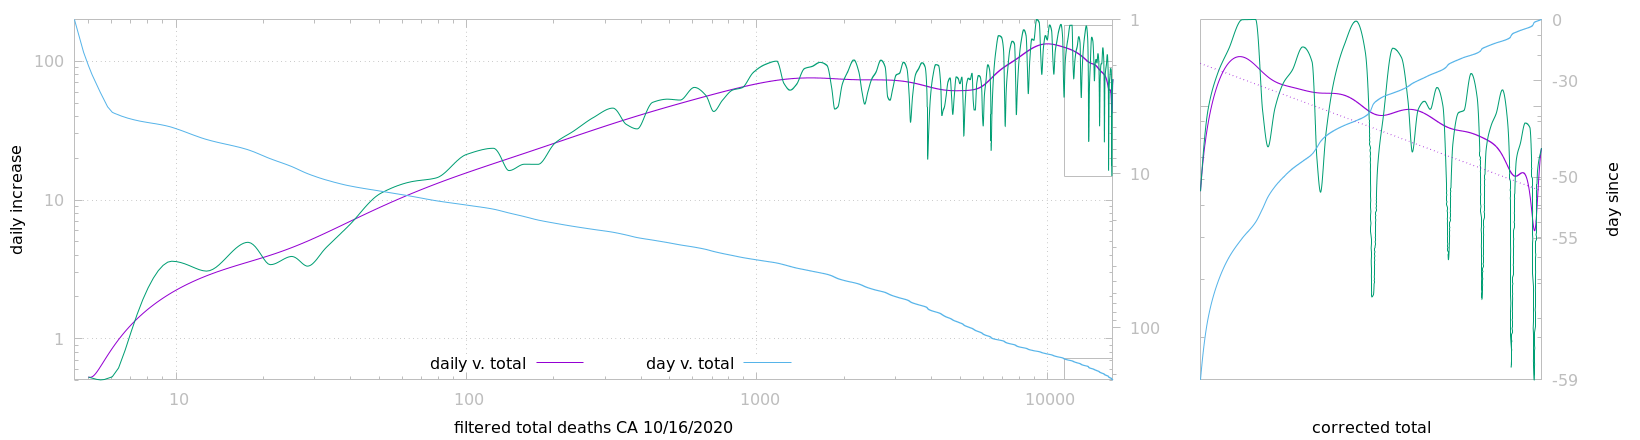 daily increase
100
10
1
10
100
1000
10000
1
10
100
daily v. total
day v. total
filtered total deaths CA 10/16/2020
0
-30
-50
-55
-59
day since
corrected total